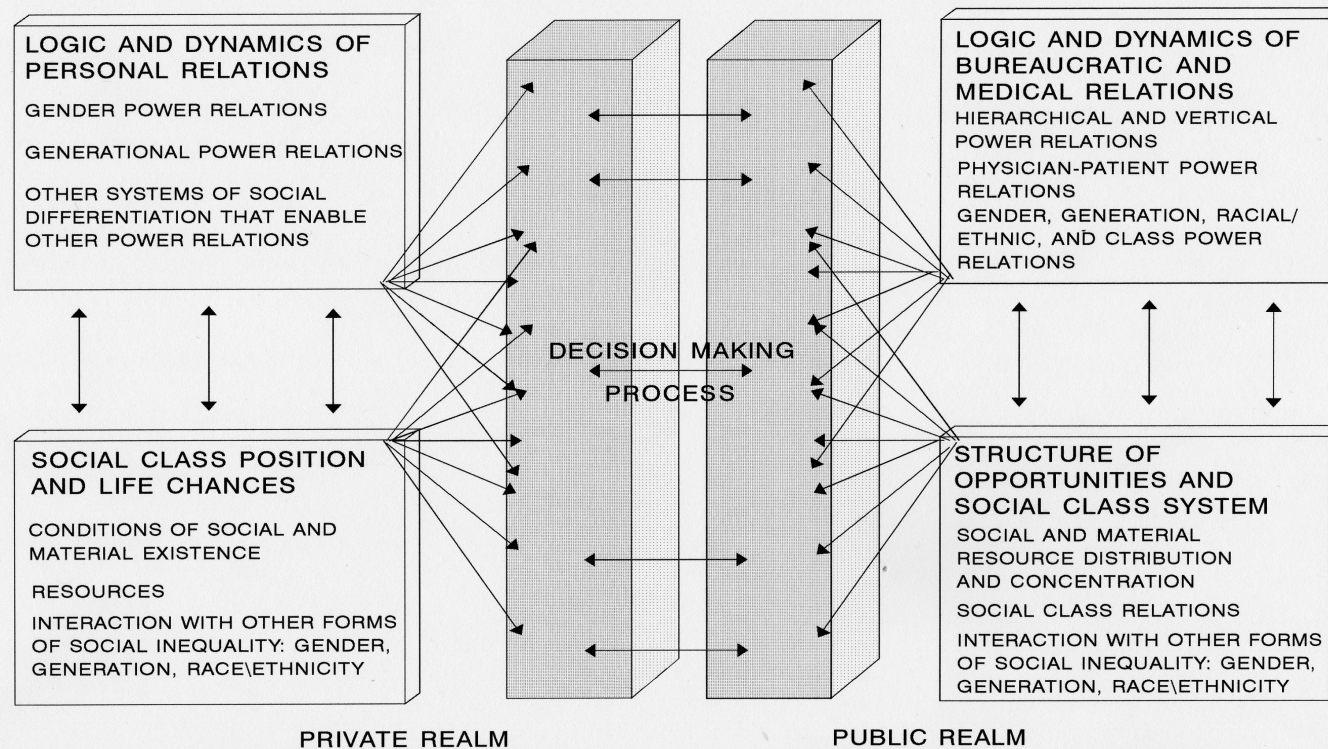 LOGIC AND DYNAMICS OF
PERSONAL RELATIONS
GENDER POWER RELATIONS
GENERATIONAL POWER RELATIONS
OTHER SYSTEMS OF SOCIAL
DIFFERENTIATION THAT ENABLE
OTHER POWER RELATIONS
SOCIAL CLASS POSITION
AND LIFE CHANCES
CONDITIONS OF SOCIAL AND
MATERIAL EXISTENCE
RESOURCES
INTERACTION WITH OTHER FORMS
OF SOCIAL INEQUALITY: GENDER,
GENERATION, RACE\ETHNICITY
DECISION MAKING
PROCESS
LOGIC AND DYNAMICS OF
BUREAUCRATIC AND
MEDICAL RELATIONS
HIERARCHICAL AND VERTICAL
POWER RELATIONS
PHYSICIAN-PATIENT POWER
RELATIONS
GENDER, GENERATION, RACIAL/
ETHNIC, AND CLASS POWER
RELATIONS
STRUCTURE OF
OPPORTUNITIES AND
SOCIAL CLASS SYSTEM
SOCIAL AND MATERIAL
RESOURCE DISTRIBUTION
AND CONCENTRATION
SOCIAL CLASS RELATIONS
INTERACTION WITH OTHER FORMS
OF SOCIAL INEQUALITY: GENDER,
GENERATION, RACE\ETHNICITY
PRIVATE REALM
PUBLIC REALM